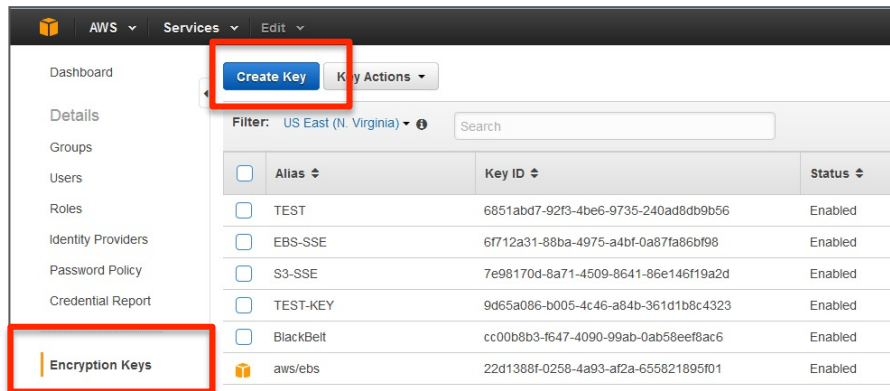 AWS Services Edit
Dashboard
Details
Groups
Users
Roles
Identity Providers
Password Policy
Credential Report
Encryption Keys
Create Key Key Actions
Filter: US East (N. Virginia) Search
Alias Key ID Status
TEST 6851abd7-92f3-4be6-9735-240ad8db9b56 Enabled
EBS-SSE 6f712a31-88ba-4975-a4bf-0a87fa86bf98 Enabled
S3-SSE 7e98170d-8a71-4509-8641-86e146f19a2d Enabled
TEST-KEY 9d65a086-b005-4c46-a84b-361d1b8c4323 Enabled
BlackBelt cc00b8b3-f647-4090-99ab-0ab58eef8ac6 Enabled
aws/ebs 22d1388f-0258-4a93-af2a-655821895f01 Enabled